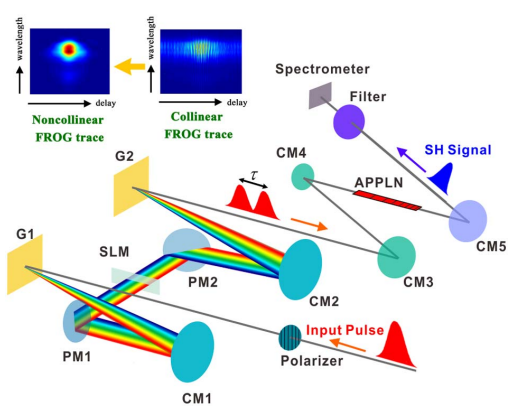 wavelength
wavelength
delay
delay
Noncollinear
FROG trace
Collinear
FROG trace
Spectrometer
Filter
SH Signal
CM4
APPLN
CM5
CM3
G2
τ
G1
SLM
PM2
CM2
Input Pulse
PM1
Polarizer
CM1